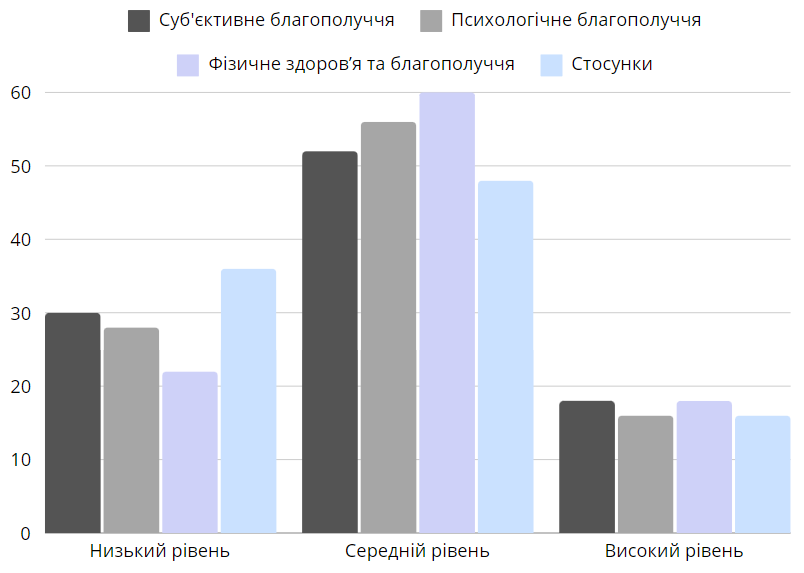 Суб'єктивне благополуччя Психологічне благополуччя
Фізичне здоров’я та благополуччя Стосунки
60
50
40
30
20
10
0
Низький рівень Середній рівень Високий рівень